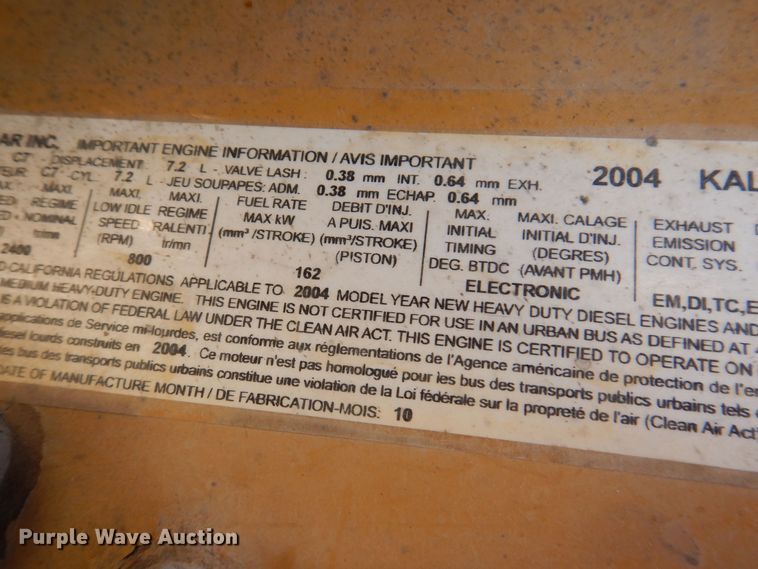 AR INC. IMPORTANT ENGINE INFORMATION / AVIS IMPORTANT
C7 DISPLACEMENT: 7.2 L - VALVE LASH: 0.38 mm INT. 0.64 mm EXH. 2004 KAL
TEUR: C7 CYL: 7.2 L - JEU SOUPAPES: ADM. 0.38 mm ECHAP. 0.64 mm
MAXI. MAXI. MAXI. FUEL RATE DEBIT D'INJ. MAX. MAXI. CALAGE EXHAUST
REGIME LOW IDLE REGIME MAX kW A PUIS. MAXI INITIAL INITIAL D'INJ. EMISSION
NOMINAL SPEED RALENTI (mm³/STROKE) (mm³/STROKE) TIMING (DEGRES) CONT. SYS.
(RPM) tr/mn (PISTON) DEG. BTDC (AVANT PMH)
2400 800 162 ELECTRONIC EM,DI,TC,E
D CALIFORNIA REGULATIONS APPLICABLE TO 2004 MODEL YEAR NEW HEAVY DUTY DIESEL ENGINES AND
MEDIUM HEAVY-DUTY ENGINE. THIS ENGINE IS NOT CERTIFIED FOR USE IN AN URBAN BUS AS DEFINED AT
IS A VIOLATION OF FEDERAL LAW UNDER THE CLEAN AIR ACT. THIS ENGINE IS CERTIFIED TO OPERATE ON
applications de Service mi-lourdes, est conforme aux réglementations de l'Agence américaine de protection de l'e
diesel lourds construits en 2004. Ce moteur n'est pas homologué pour les bus des transports publics urbains tels
les bus des transports publics urbains constitue une violation de la Loi fédérale sur la propreté de l'air (Clean Air Act
DATE OF MANUFACTURE MONTH / DE FABRICATION-MOIS: 10
Purple Wave Auction